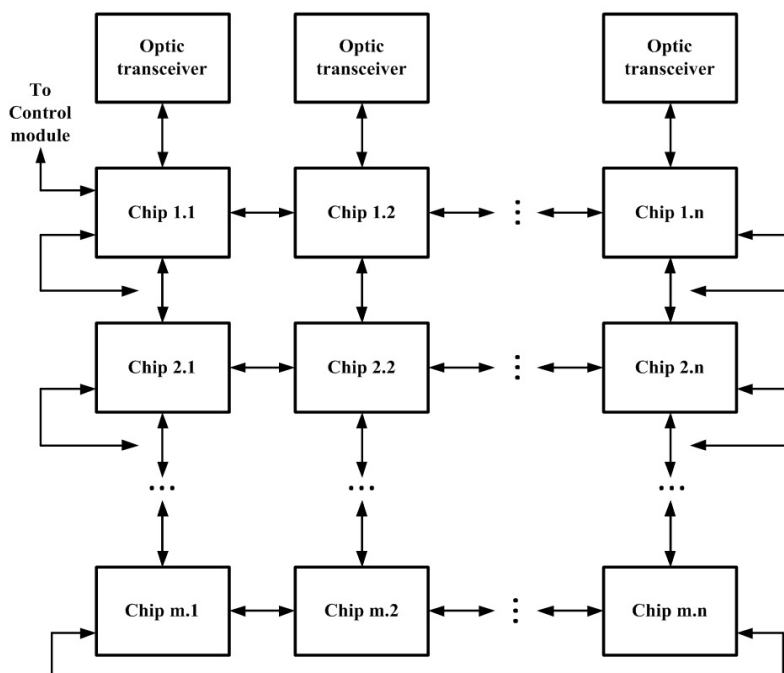 Optic
transceiver
Optic
transceiver
Optic
transceiver
To
Control
module
Chip 1.1
Chip 1.2
⋮
Chip 1.n
Chip 2.1
Chip 2.2
⋮
Chip 2.n
...
...
...
Chip m.1
Chip m.2
⋮
Chip m.n